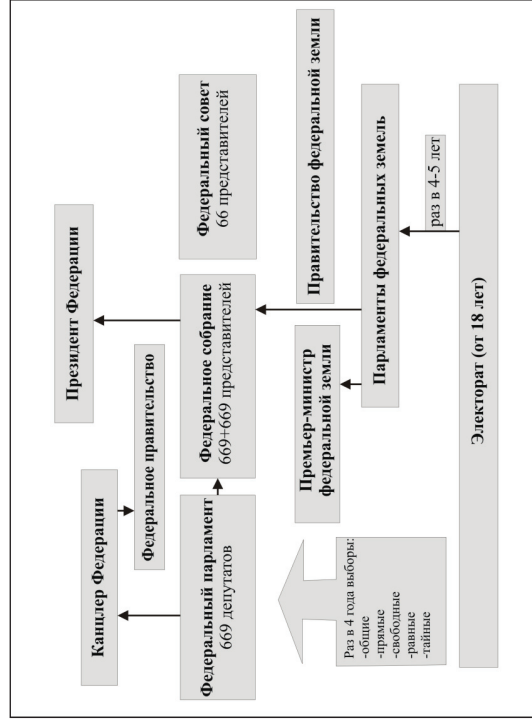 Президент Федерации
Канцлер Федерации
Федеральное правительство
Федеральный парламент
669 депутатов
Федеральное собрание
669+669 представителей
Федеральный совет
66 представителей
Премьер-министр
федеральной земли
Правительство федеральной земли
Парламенты федеральных земель
Раз в 4 года выборы:
-общие
-прямые
-свободные
-равные
-тайные
раз в 4-5 лет
Электорат (от 18 лет)